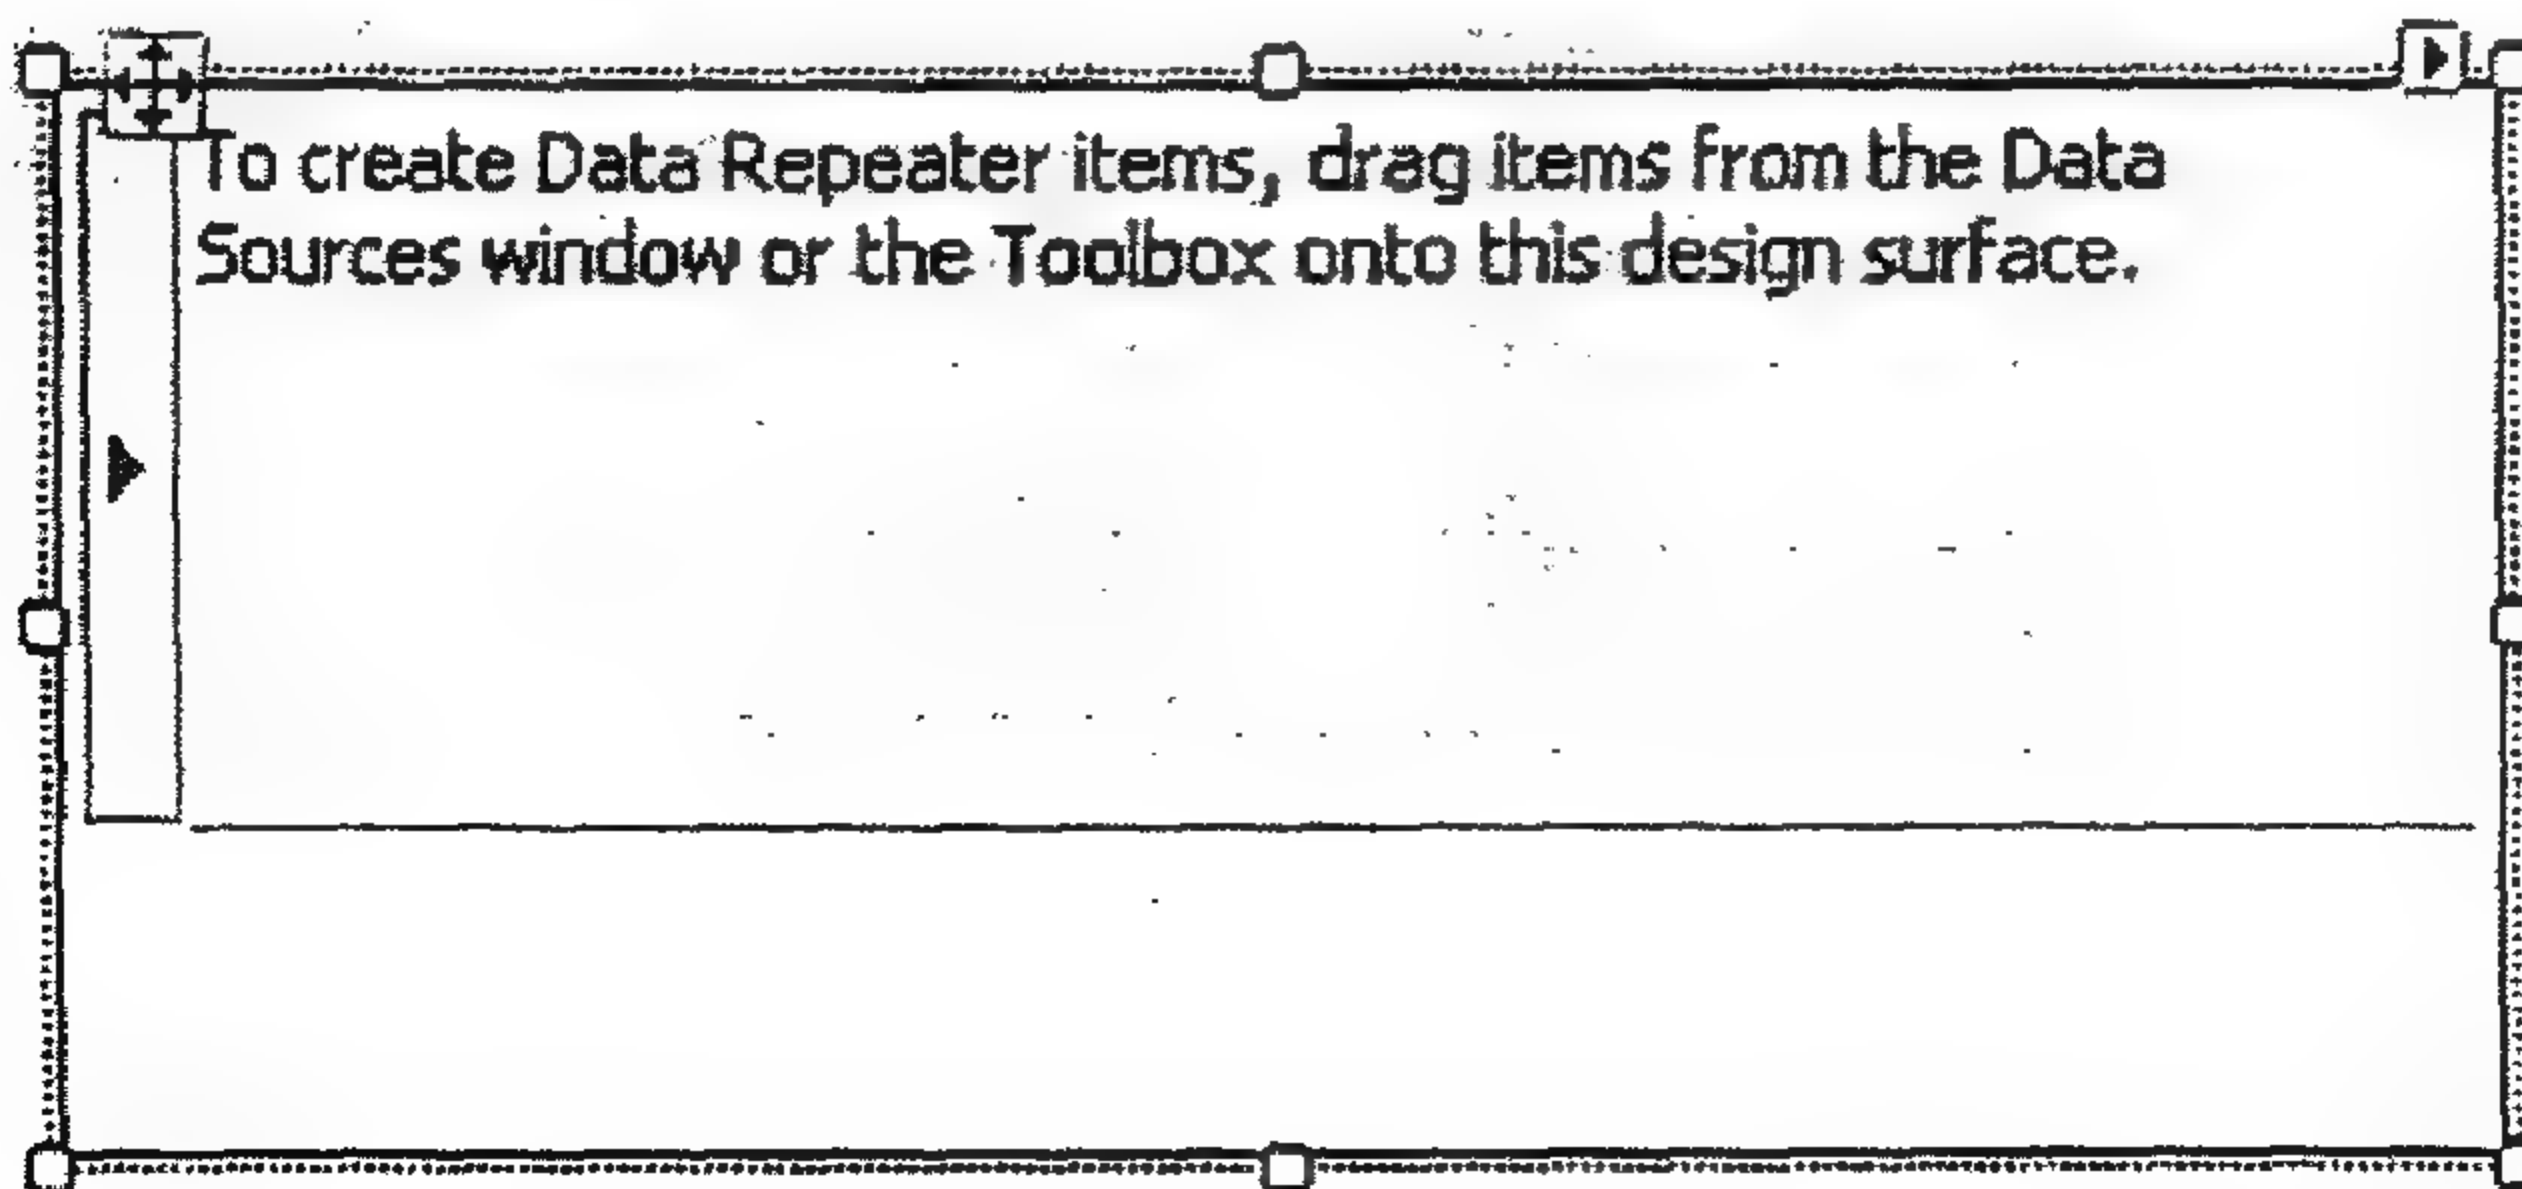 To create Data Repeater items, drag items from the Data
Sources window or the Toolbox onto this design surface.